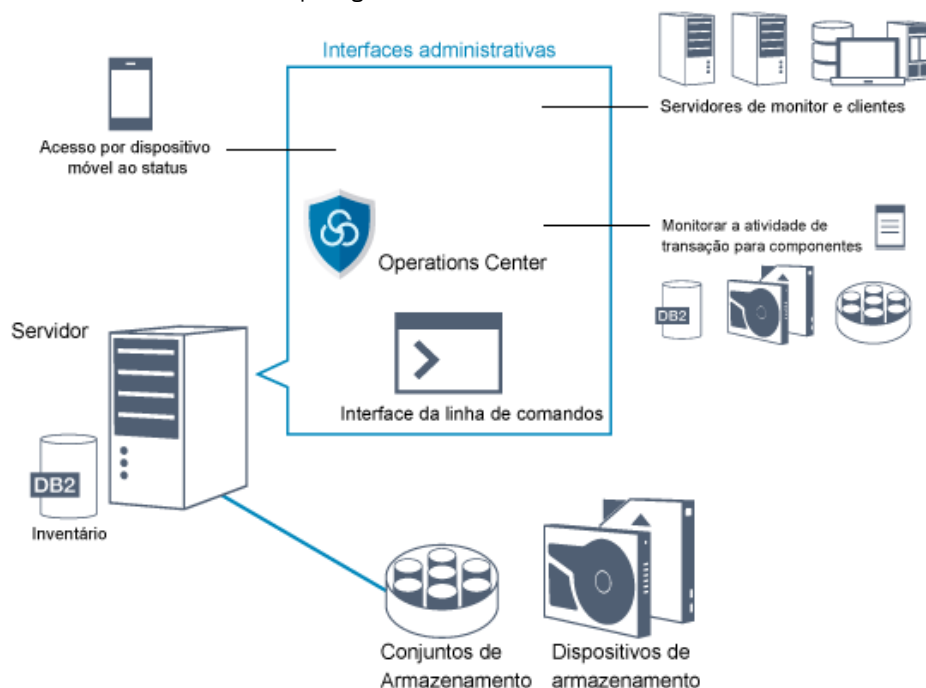 Interfaces administrativas
Servidores de monitor e clientes
Acesso por dispositivo
móvel ao status
Monitorar a atividade de
transação para componentes
Operations Center
DB2
Servidor
Interface da linha de comandos
DB2
Inventário
Conjuntos de
Armazenamento
Dispositivos de
armazenamento